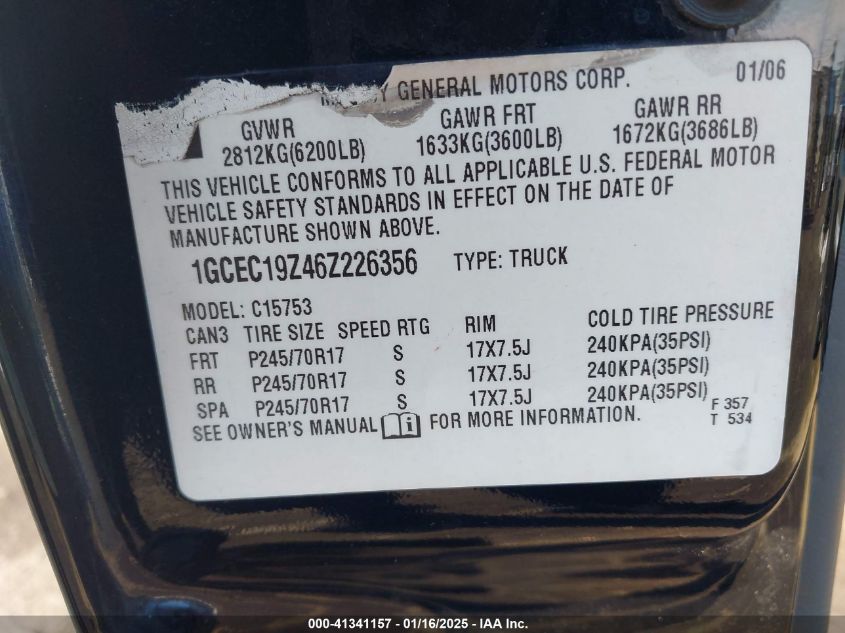 GENERAL MOTORS CORP. 01/06
GVWR GAWR FRT GAWR RR
2812KG(6200LB) 1633KG(3600LB) 1672KG(3686LB)
THIS VEHICLE CONFORMS TO ALL APPLICABLE U.S. FEDERAL MOTOR
VEHICLE SAFETY STANDARDS IN EFFECT ON THE DATE OF
MANUFACTURE SHOWN ABOVE.
1GCEC19Z46Z226356 TYPE: TRUCK
MODEL: C15753
CAN3 TIRE SIZE SPEED RTG RIM COLD TIRE PRESSURE
FRT P245/70R17 S 17X7.5J 240KPA(35PSI)
RR P245/70R17 S 17X7.5J 240KPA(35PSI)
SPA P245/70R17 S 17X7.5J 240KPA(35PSI)
SEE OWNER'S MANUAL FOR MORE INFORMATION.
F 357
T 534
000-41341157 - 01/16/2025 - IAA Inc.